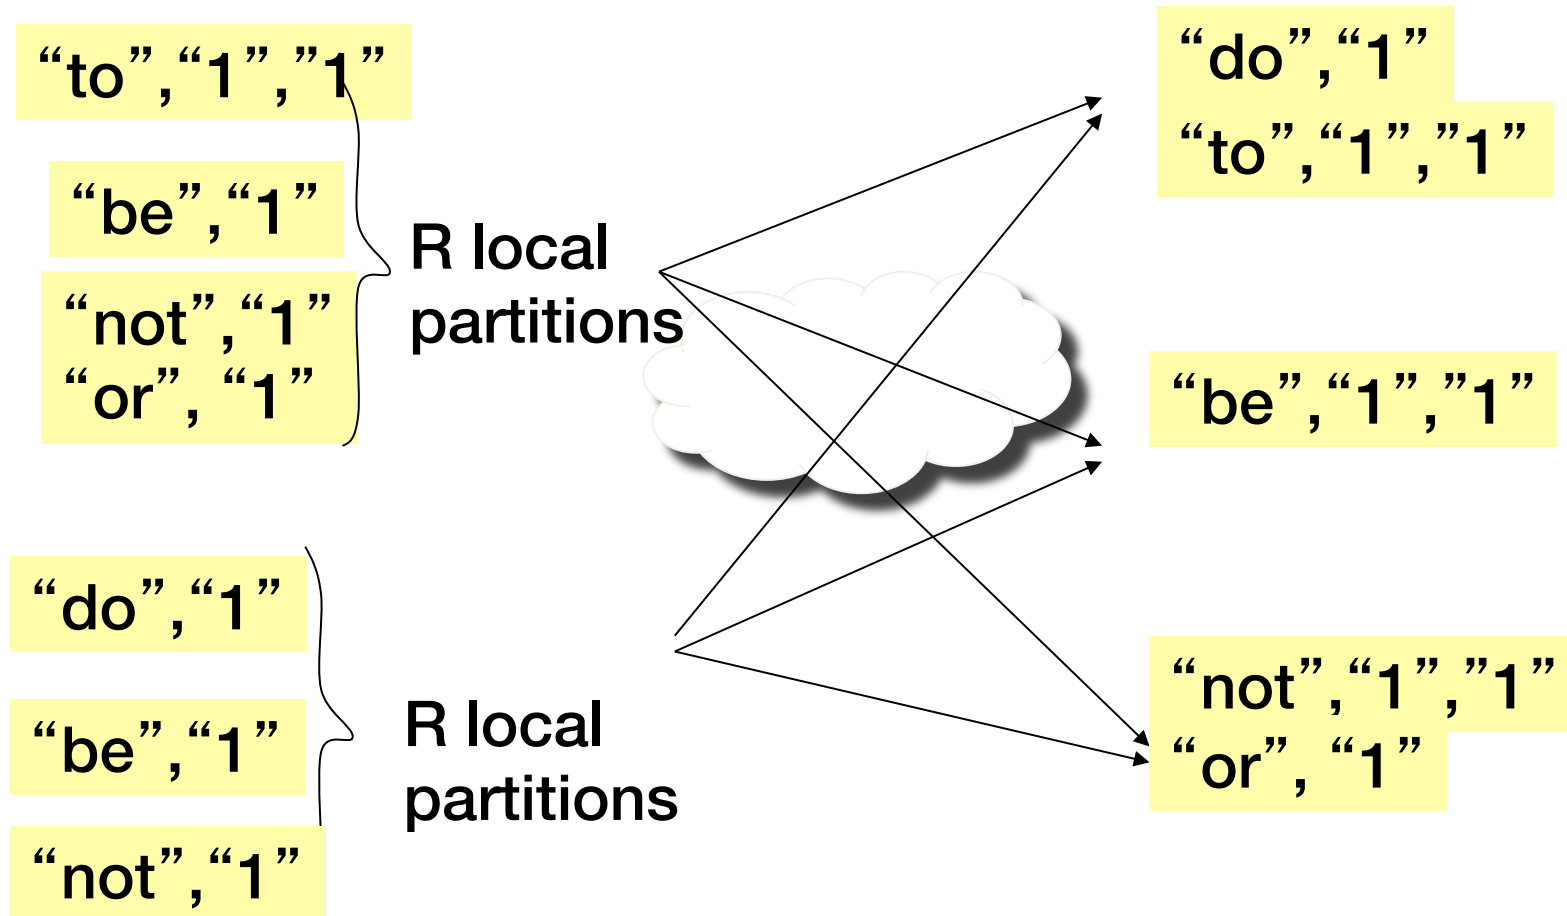 “to”,“1”,”1”
“be”,“1”
“not”,“1”
“or”, “1”
R local
partitions
“do”,“1”
“be”,“1”
“not”,“1”
R local
partitions
“do”,“1”
“to”,“1”,”1”
“be”,“1”,”1”
“not”,“1”,”1”
“or”, “1”